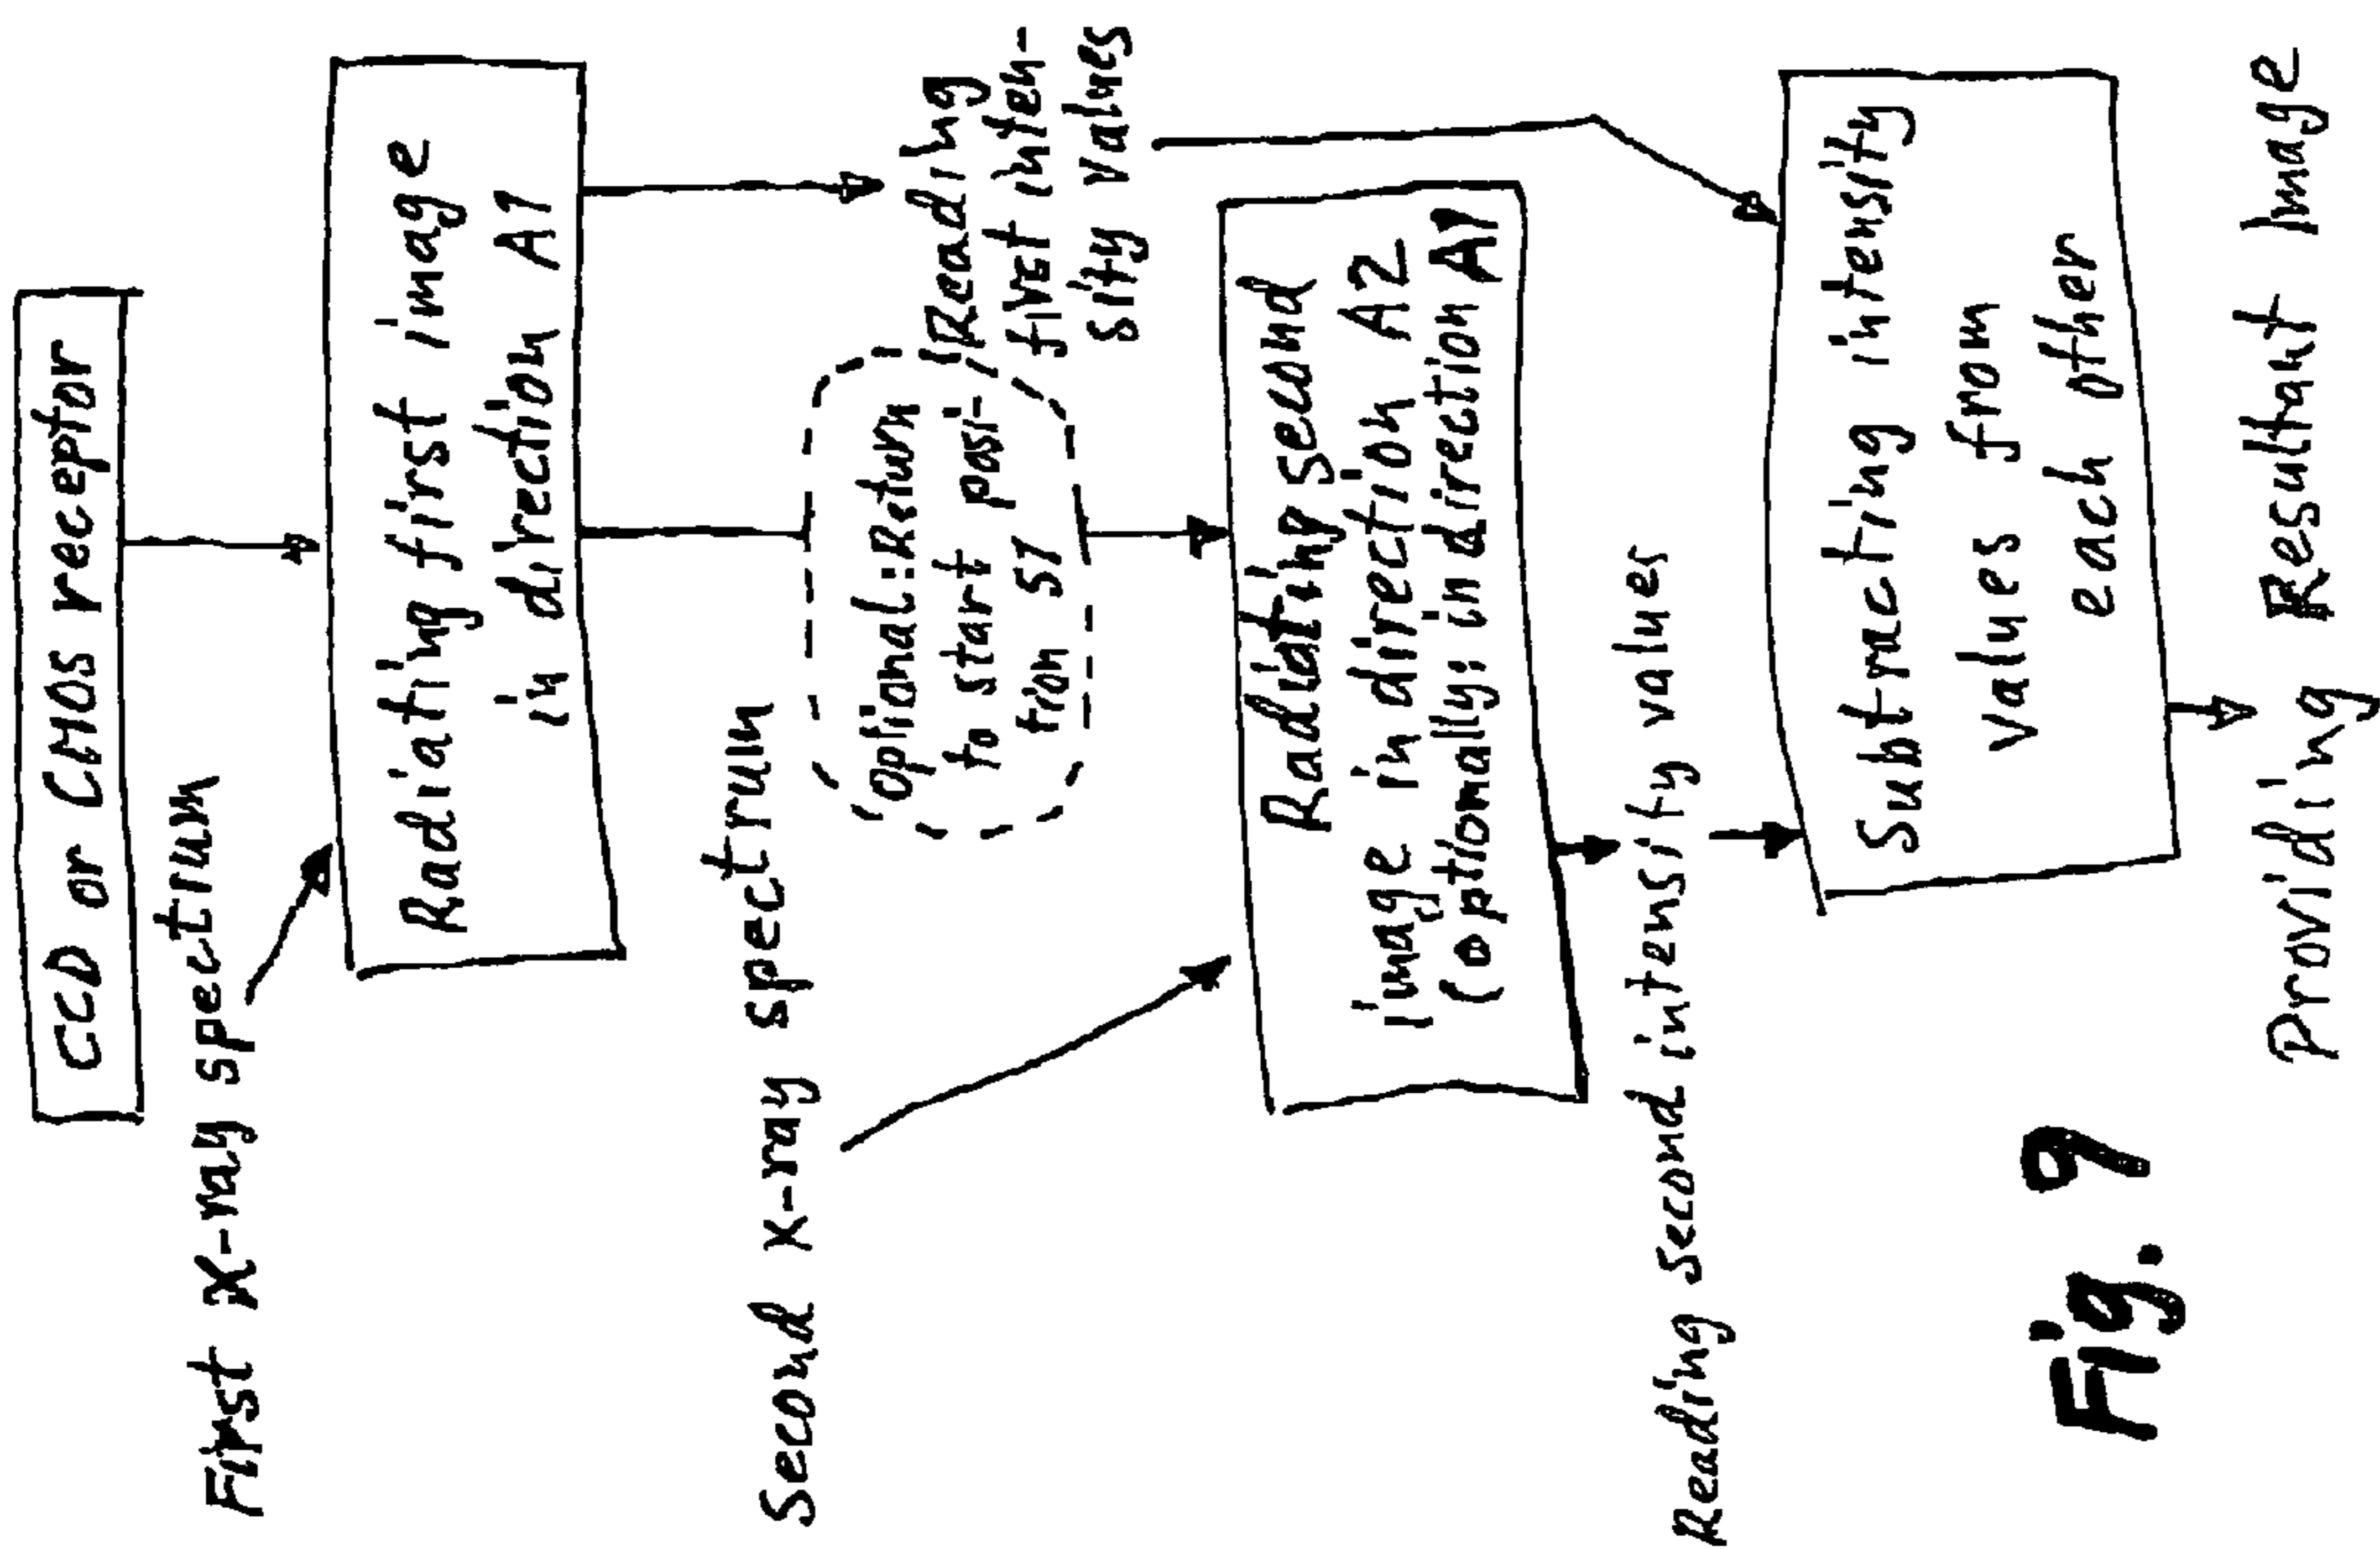 CCD or CMOS receptor
First x-ray spectrum
Radiating first image
in direction A1
Second x-ray spectrum
Optional: Return
to start posi-
tion S1
Reading
first inten-
sity values
Radiating second
image in direction A2
(optionally: in direction A1)
Reading second intensity values
Subtracting intensity
values from
each other
Providing Resultant Image
Fig. 9